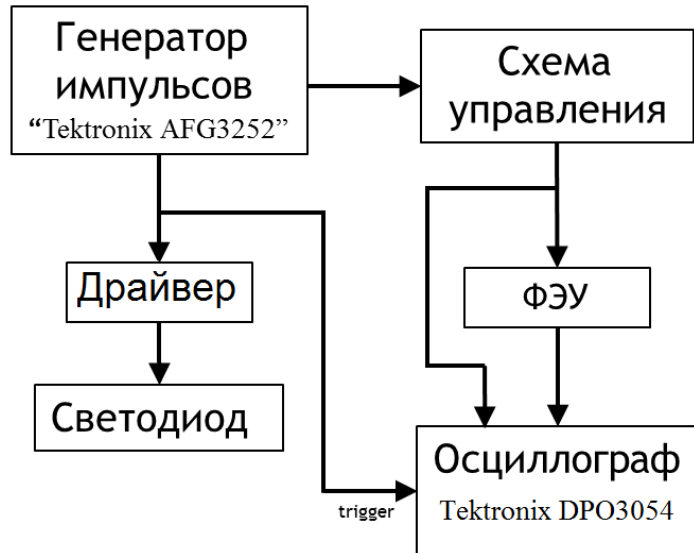 Генератор
импульсов
“Tektronix AFG3252”
Схема
управления
Драйвер
ФЭУ
Светодиод
Осциллограф
Tektronix DPO3054
trigger